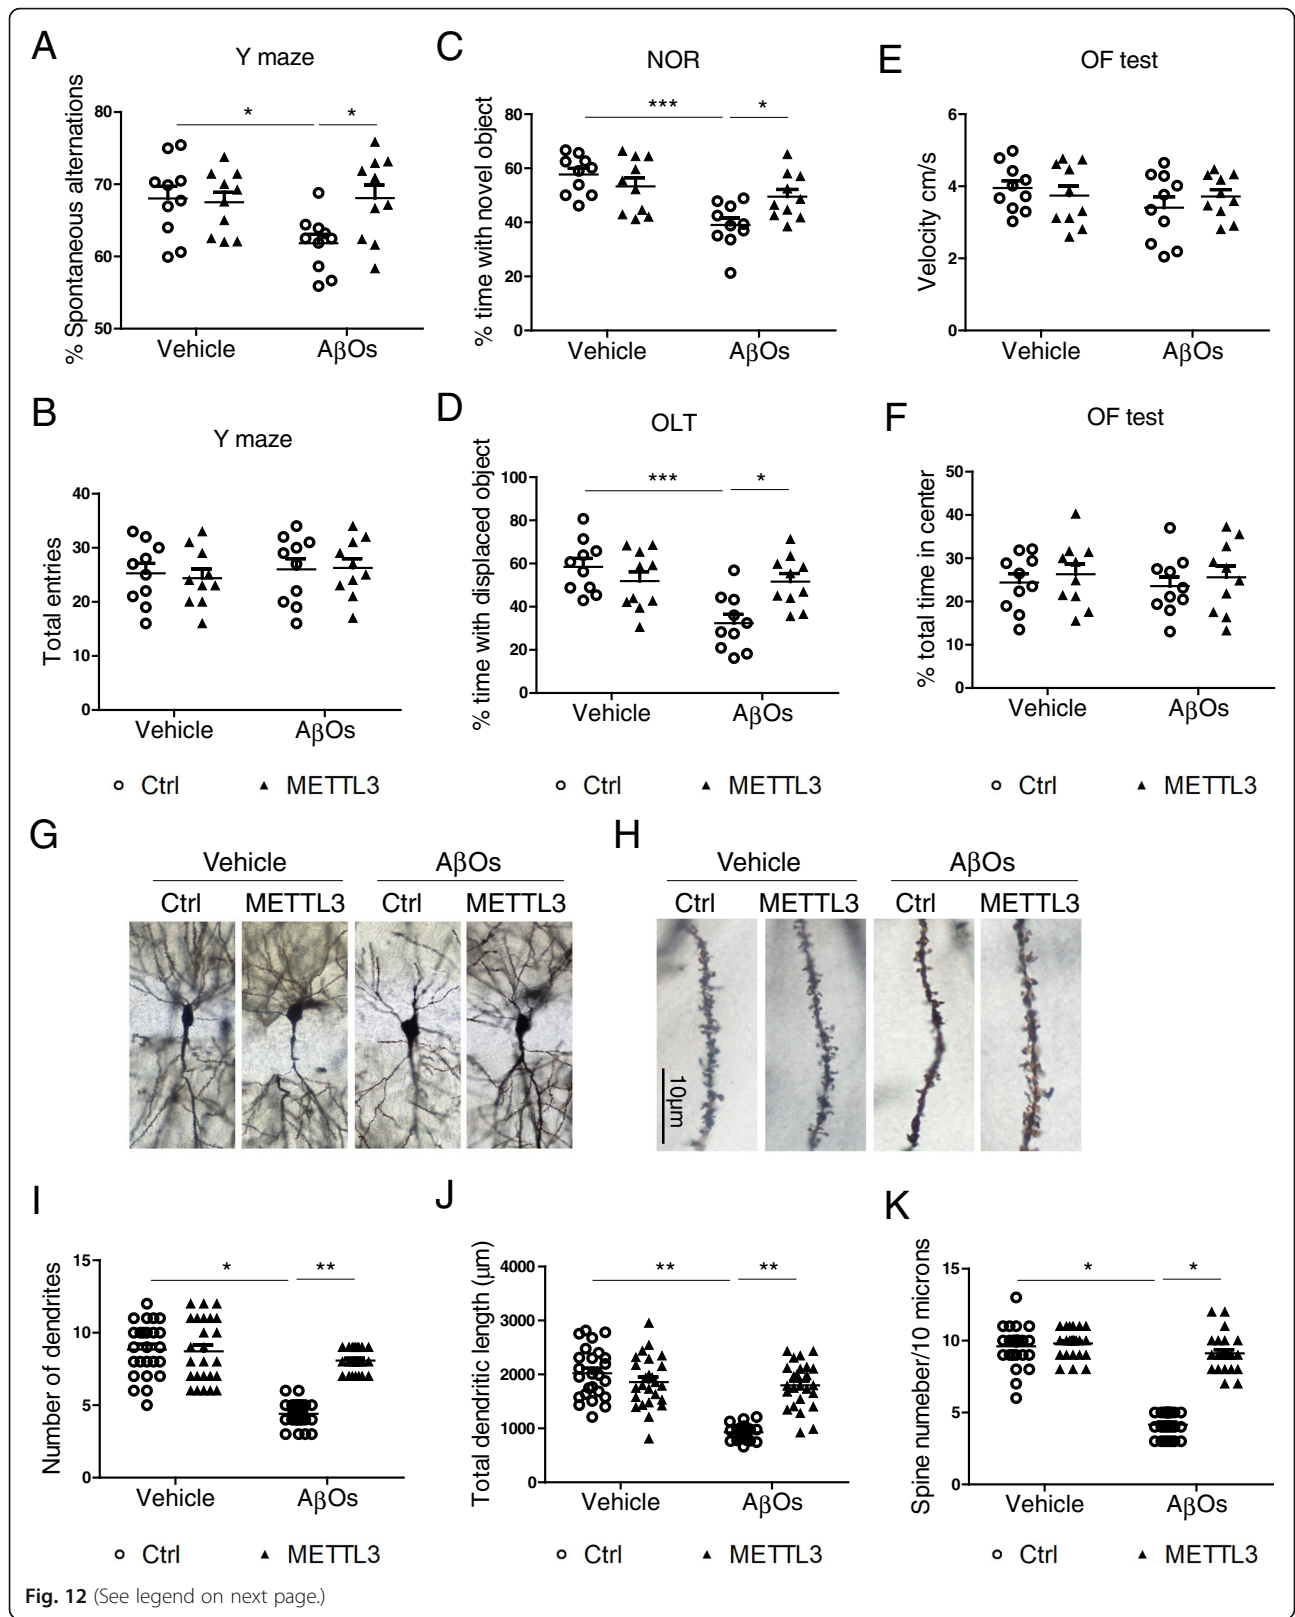 A
Y maze
% Spontaneous alternations
80
70
60
50
*
*
Vehicle
AβOs
C
NOR
% time with novel object
80
60
40
20
0
***
*
Vehicle
AβOs
E
OF test
Velocity cm/s
6
4
2
0
Vehicle
AβOs
B
Y maze
Total entries
40
30
20
10
0
Vehicle
AβOs
Ctrl
METTL3
D
OLT
% time with displaced object
100
80
60
40
20
0
***
*
Vehicle
AβOs
Ctrl
METTL3
F
OF test
% total time in center
50
40
30
20
10
0
Vehicle
AβOs
Ctrl
METTL3
G
Vehicle
AβOs
Ctrl
METTL3
Ctrl
METTL3
H
Vehicle
AβOs
Ctrl
METTL3
Ctrl
METTL3
10μm
I
Number of dendrites
15
10
5
0
*
**
Vehicle
AβOs
Ctrl
METTL3
J
Total dendritic length (μm)
4000
3000
2000
1000
0
**
**
Vehicle
AβOs
Ctrl
METTL3
K
Spine numeber/10 microns
15
10
5
0
*
*
Vehicle
AβOs
Ctrl
METTL3
Fig. 12 (See legend on next page.)